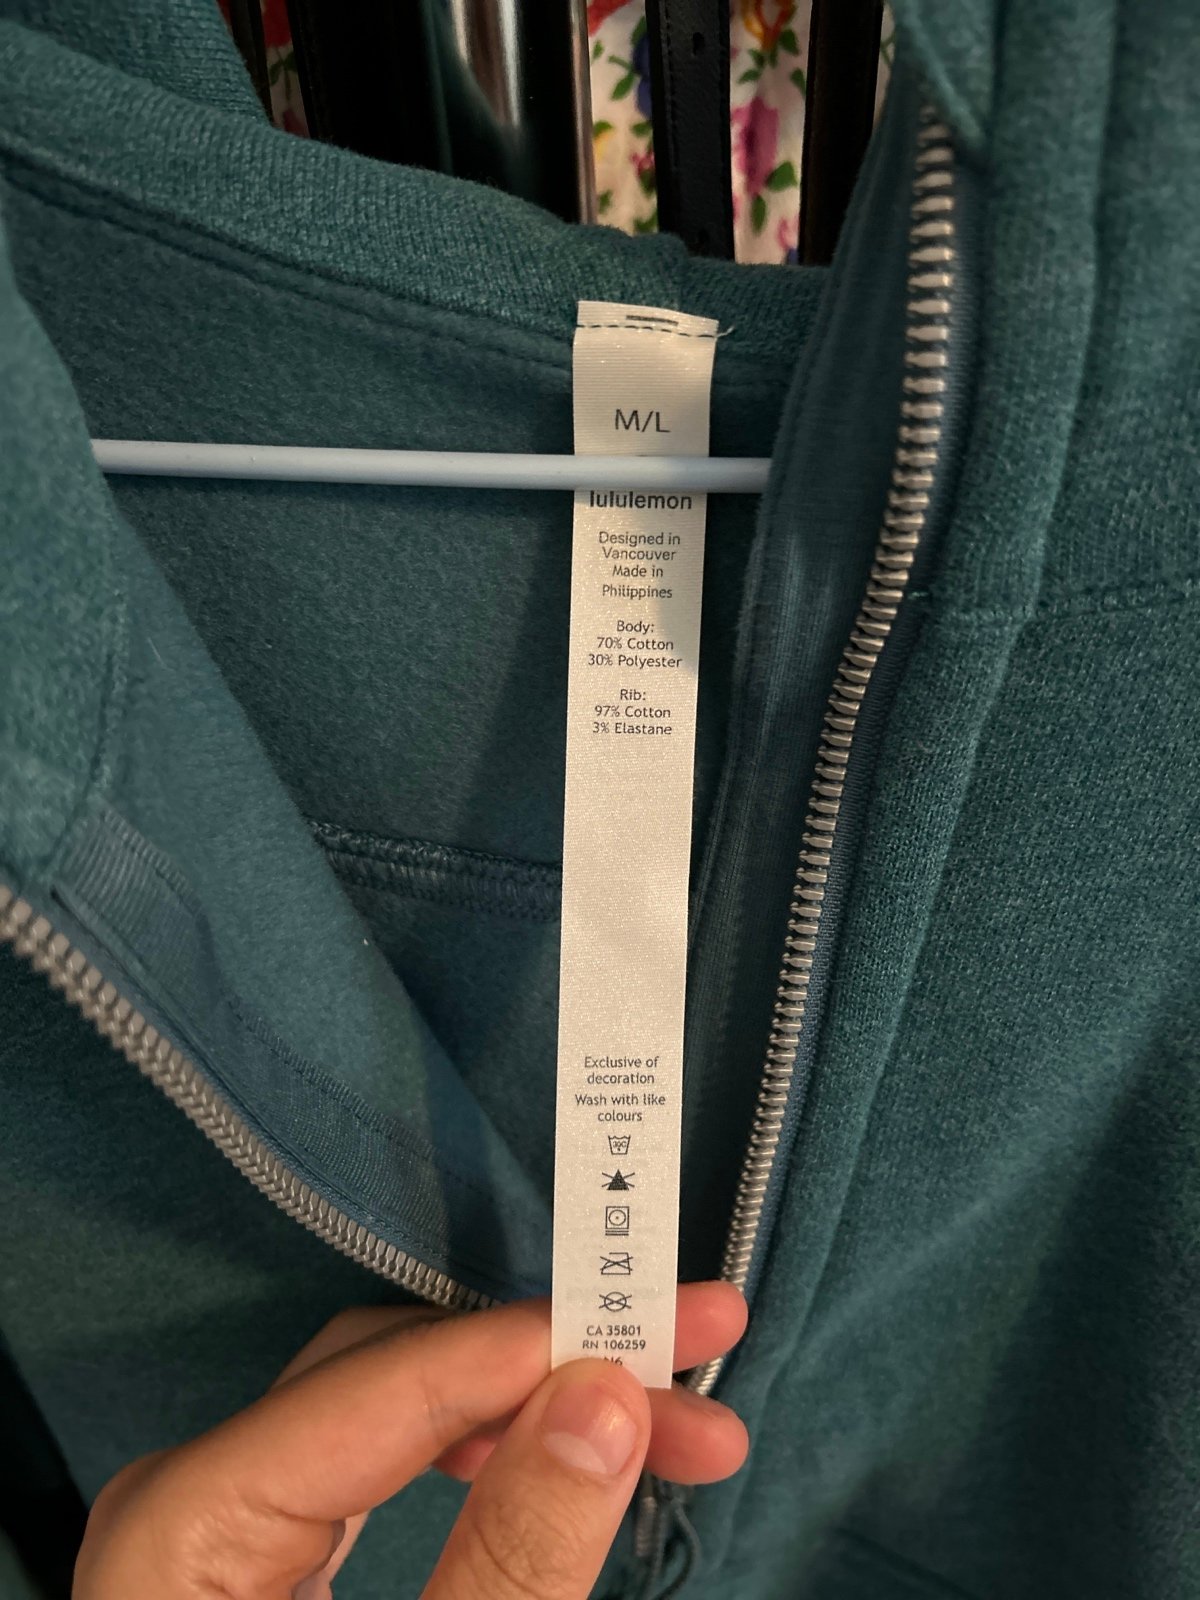 M/L
lululemon
Designed in
Vancouver
Made in
Philippines
Body:
70% Cotton
30% Polyester
Rib:
97% Cotton
3% Elastane
Exclusive of
decoration
Wash with like
colours
30C
CA 35801
RN 106259